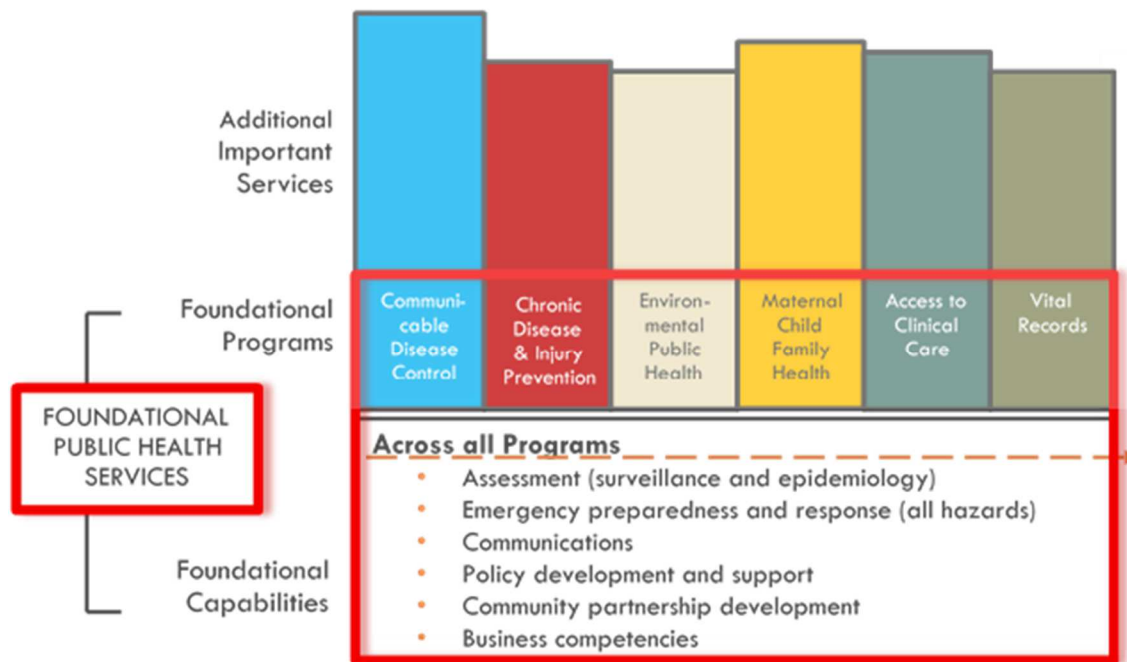 Additional
Important
Services
Foundational
Programs
Communi-
cable
Disease
Control
Chronic
Disease
& Injury
Prevention
Environ-
mental
Public
Health
Maternal
Child
Family
Health
Access to
Clinical
Care
Vital
Records
FOUNDATIONAL
PUBLIC HEALTH
SERVICES
Foundational
Capabilities
Across all Programs
• Assessment (surveillance and epidemiology)
• Emergency preparedness and response (all hazards)
• Communications
• Policy development and support
• Community partnership development
• Business competencies